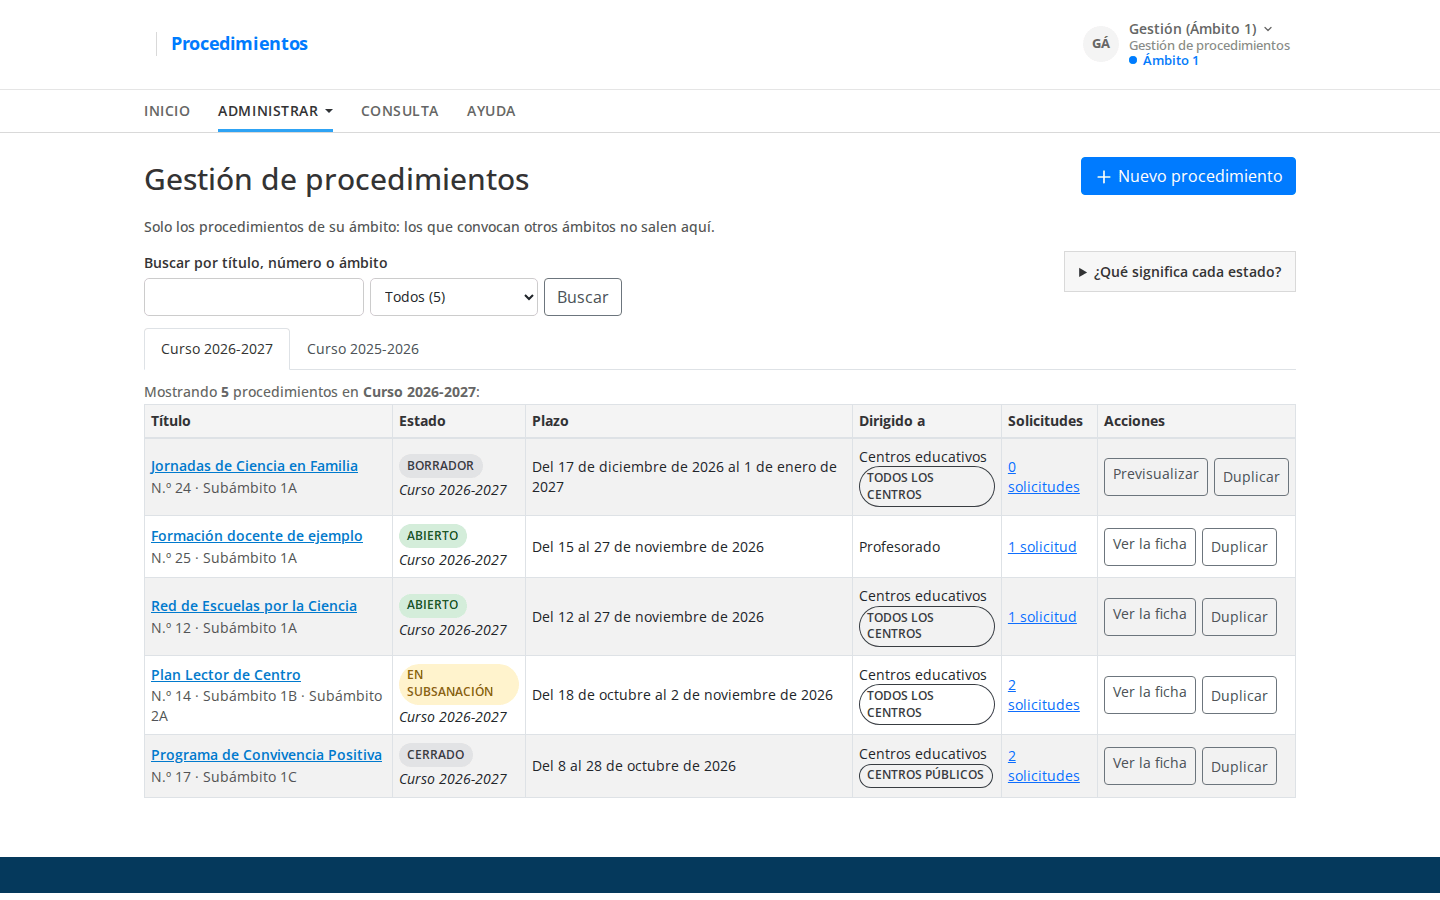 Procedimientos
GÁ
Gestión (Ámbito 1)
Gestión de procedimientos
Ámbito 1
INICIO
ADMINISTRAR
CONSULTA
AYUDA
Gestión de procedimientos
Nuevo procedimiento
Solo los procedimientos de su ámbito: los que convocan otros ámbitos no salen aquí.
Buscar por título, número o ámbito
Todos (5)
Buscar
¿Qué significa cada estado?
Curso 2026-2027
Curso 2025-2026
Mostrando 5 procedimientos en Curso 2026-2027:
Título
Estado
Plazo
Dirigido a
Solicitudes
Acciones
Jornadas de Ciencia en Familia
N.º 24 · Subámbito 1A
BORRADOR
Curso 2026-2027
Del 17 de diciembre de 2026 al 1 de enero de
2027
Centros educativos
TODOS LOS
CENTROS
0
solicitudes
Previsualizar
Duplicar
Formación docente de ejemplo
N.º 25 · Subámbito 1A
ABIERTO
Curso 2026-2027
Del 15 al 27 de noviembre de 2026
Profesorado
1 solicitud
Ver la ficha
Duplicar
Red de Escuelas por la Ciencia
N.º 12 · Subámbito 1A
ABIERTO
Curso 2026-2027
Del 12 al 27 de noviembre de 2026
Centros educativos
TODOS LOS
CENTROS
1 solicitud
Ver la ficha
Duplicar
Plan Lector de Centro
N.º 14 · Subámbito 1B · Subámbito
2A
EN
SUBSANACIÓN
Curso 2026-2027
Del 18 de octubre al 2 de noviembre de 2026
Centros educativos
TODOS LOS
CENTROS
2
solicitudes
Ver la ficha
Duplicar
Programa de Convivencia Positiva
N.º 17 · Subámbito 1C
CERRADO
Curso 2026-2027
Del 8 al 28 de octubre de 2026
Centros educativos
CENTROS PÚBLICOS
2
solicitudes
Ver la ficha
Duplicar